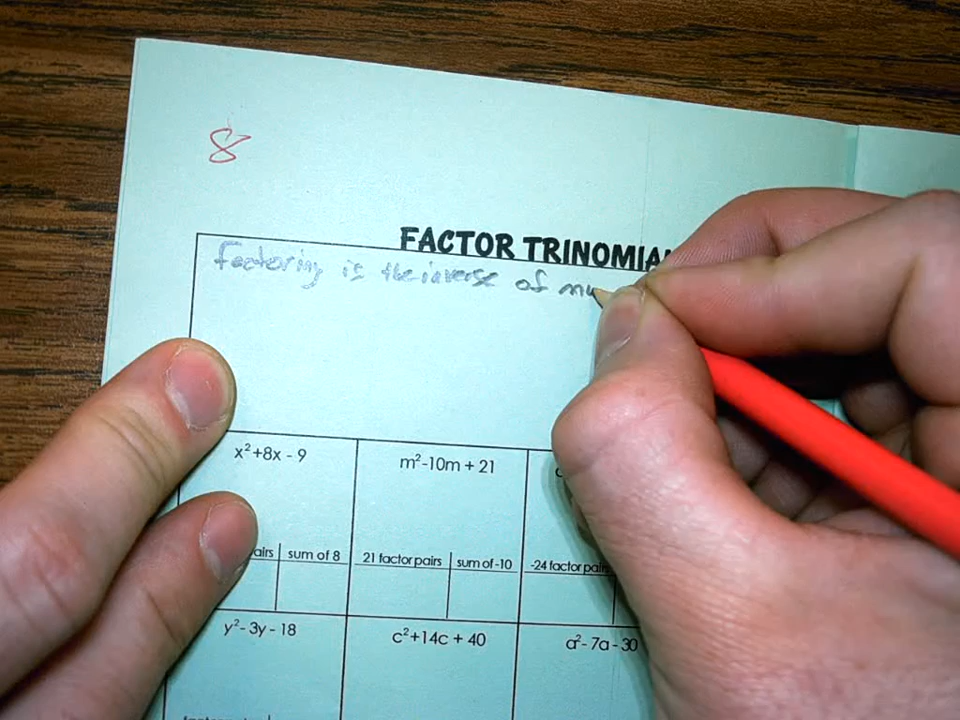 8
FACTOR TRINOMIA
Factoring is the inverse of mu
x²+8x - 9
m²-10m + 21
airs
sum of 8
21 factor pairs
sum of -10
-24 factor pair
y²- 3y - 18
c²+14c + 40
a²- 7a - 30